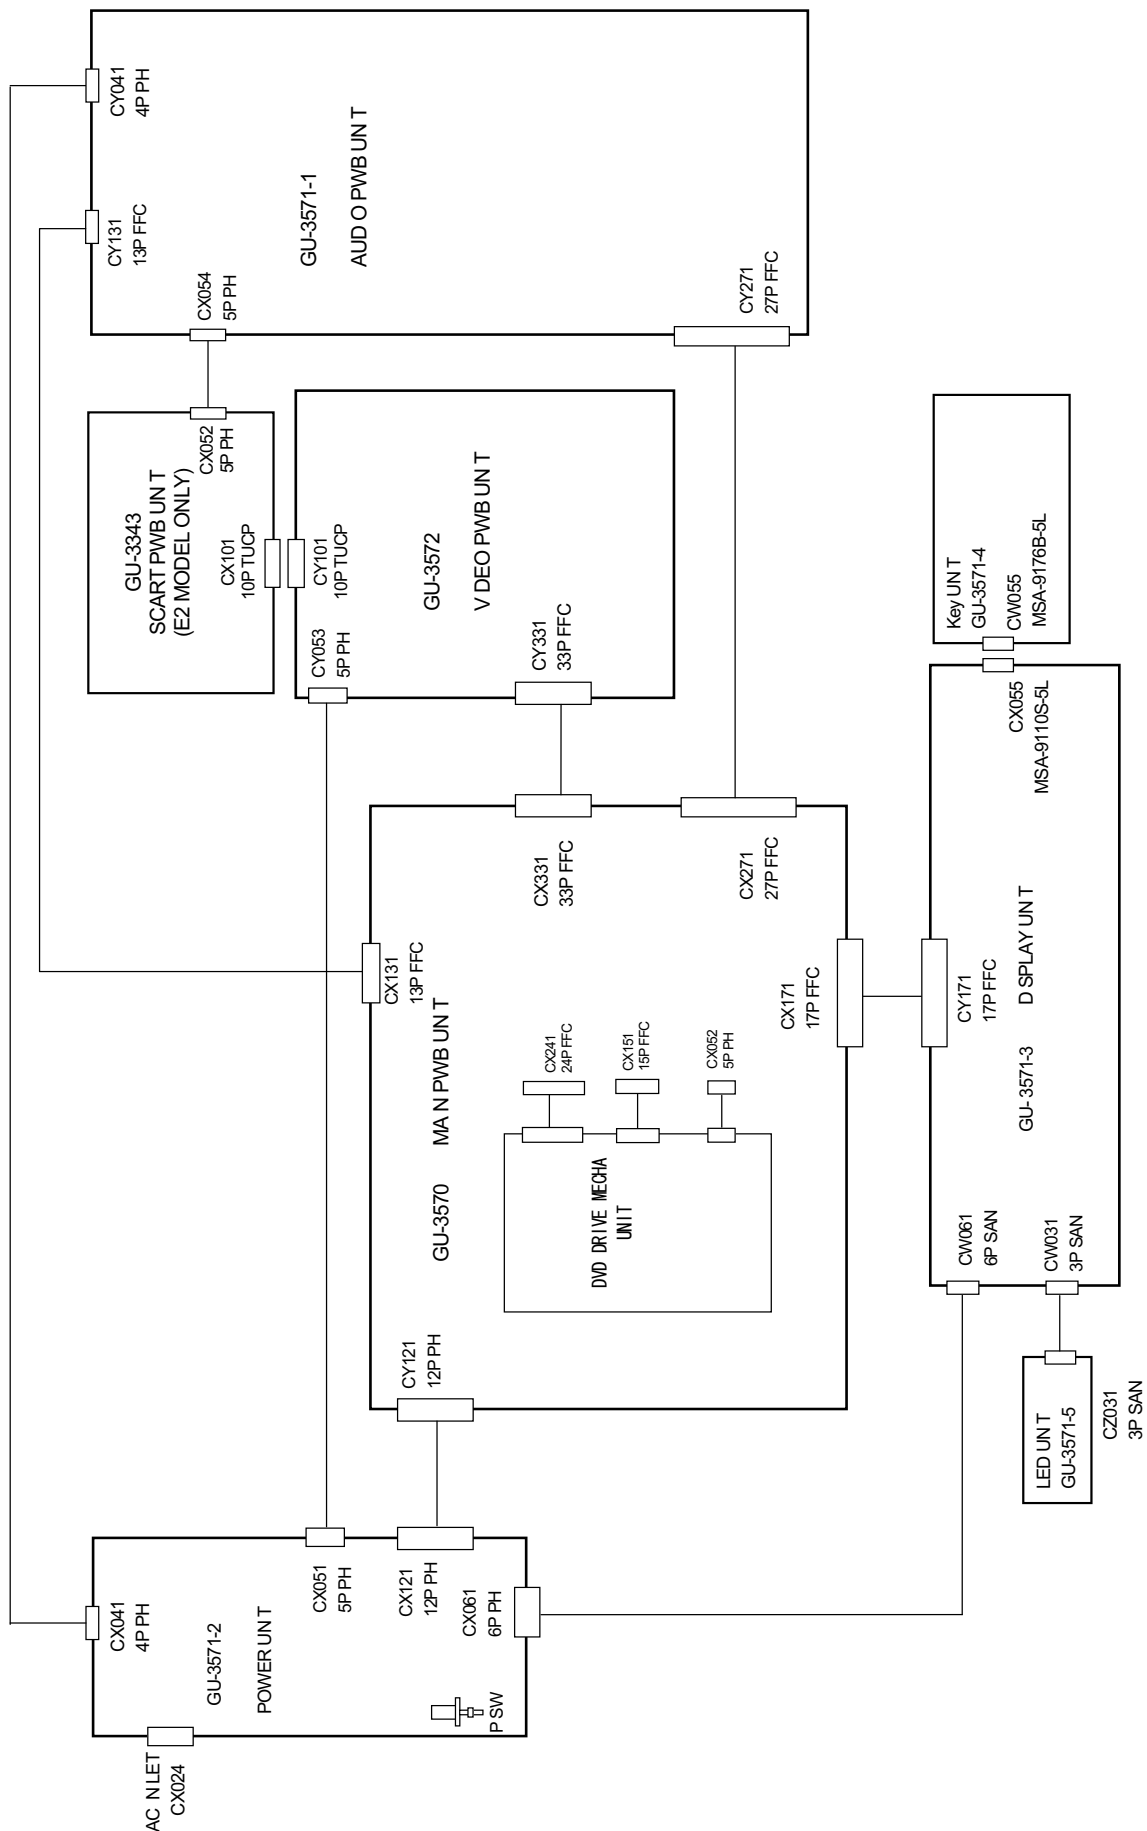 AC NLET
CX024
CX041
4P PH
GU-3571-2
POWER UN T
P SW
CX051
5P PH
CX121
12P PH
CX061
6P PH
CY121
12P PH
GU-3570 MA N PWB UN T
DVD DRIVE MECHA
UNIT
CX241
24P FFC
CX151
15P FFC
CX052
5P PH
CX131
13P FFC
CX331
33P FFC
CX271
27P FFC
CX171
17P FFC
LED UN T
GU-3571-5
CZ031
3P SAN
CW061
6P SAN
CW031
3P SAN
GU- 3571-3 D SPLAY UN T
CY171
17P FFC
CX055
MSA-9110S-5L
Key UN T
GU-3571-4
CW055
MSA-9176B-5L
GU-3343
SCART PWB UN T
(E2 MODEL ONLY)
CX052
5P PH
CX101
10P TUCP
CY101
10P TUCP
CY053
5P PH
GU-3572
V DEO PWB UN T
CY331
33P FFC
CY041
4P PH
CY131
13P FFC
CX054
5P PH
GU-3571-1
AUD O PWB UN T
CY271
27P FFC